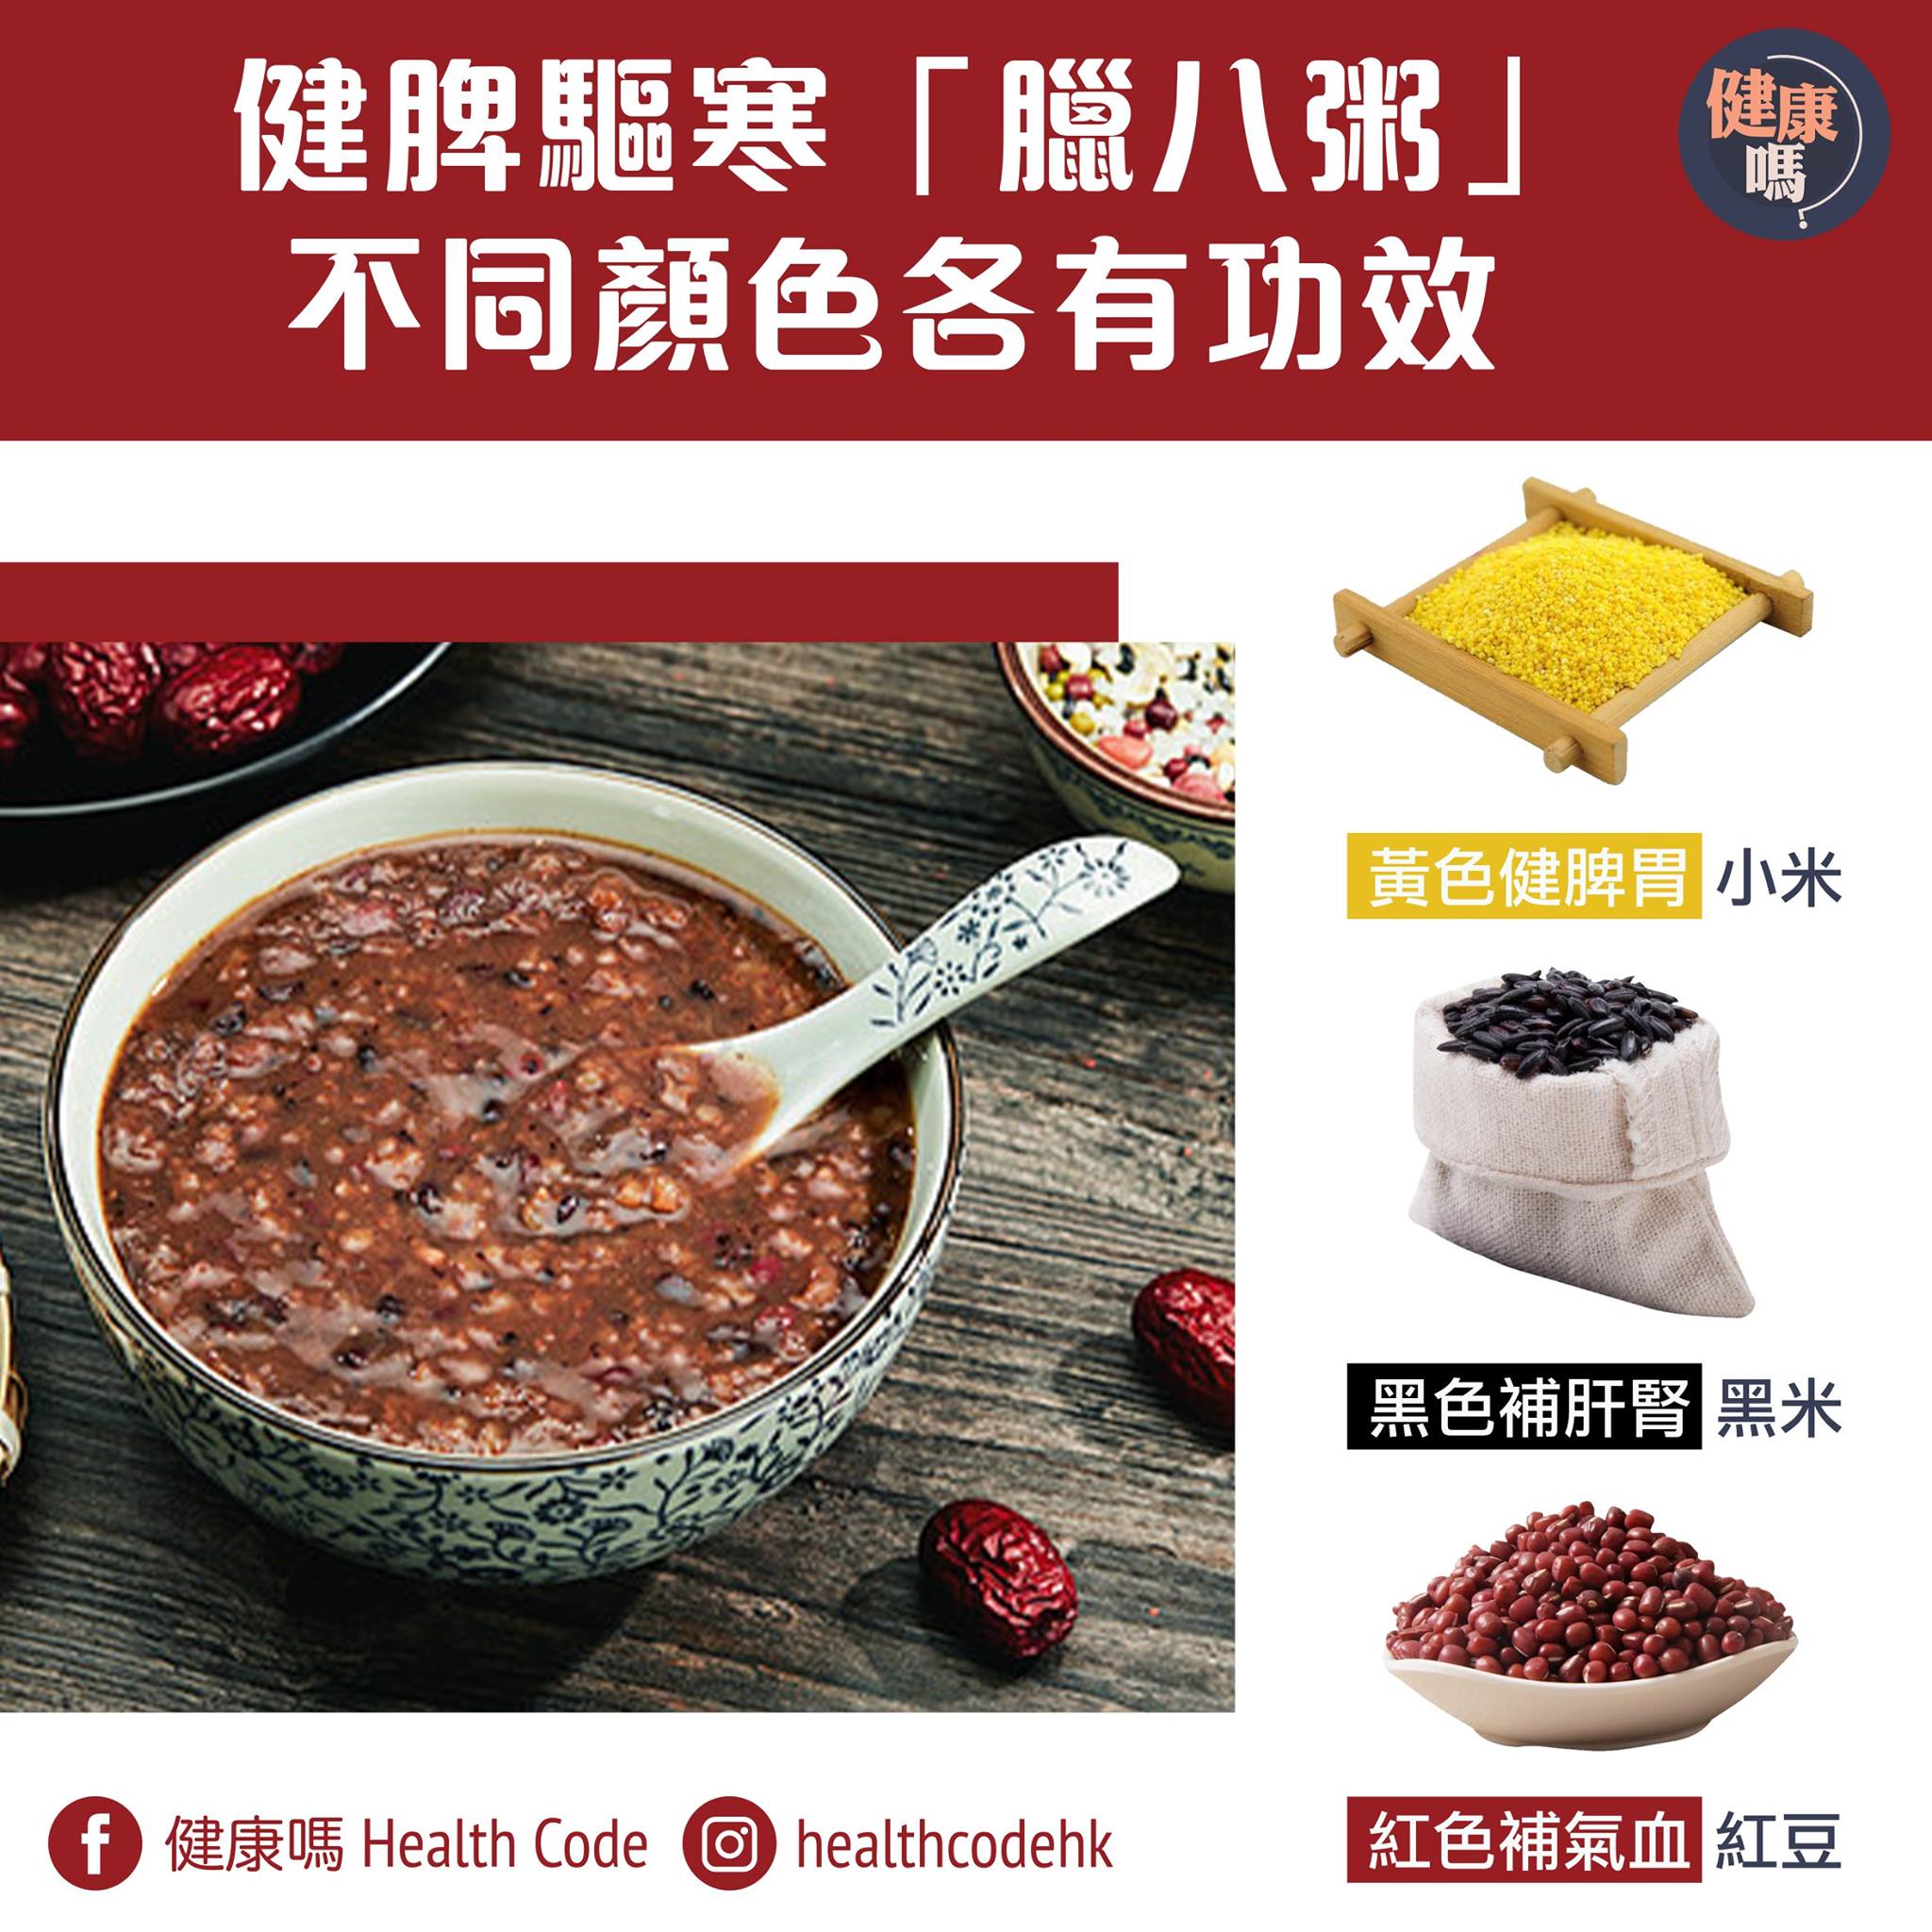 健脾驅寒「臘八粥」
不同顏色各有功效
健康
嗎?
黃色健脾胃 小米
黑色補肝腎 黑米
紅色補氣血 紅豆
健康嗎 Health Code healthcodehk